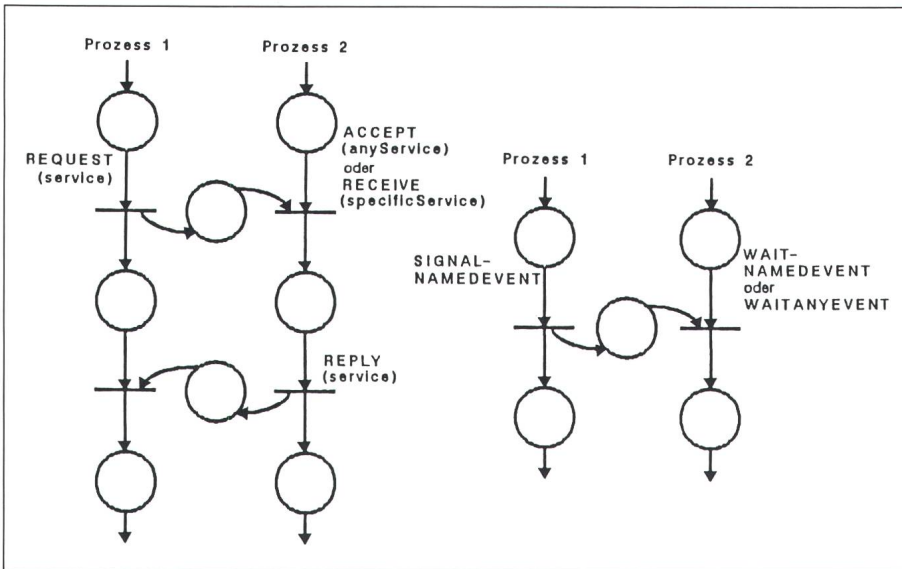 Prozess 1
Prozess 2
REQUEST
(service)
ACCEPT
(anyService)
oder
RECEIVE
(specificService)
REPLY
(service)
Prozess 1
Prozess 2
SIGNAL-
NAMEDEVENT
WAIT-
NAMEDEVENT
oder
WAITANYEVENT